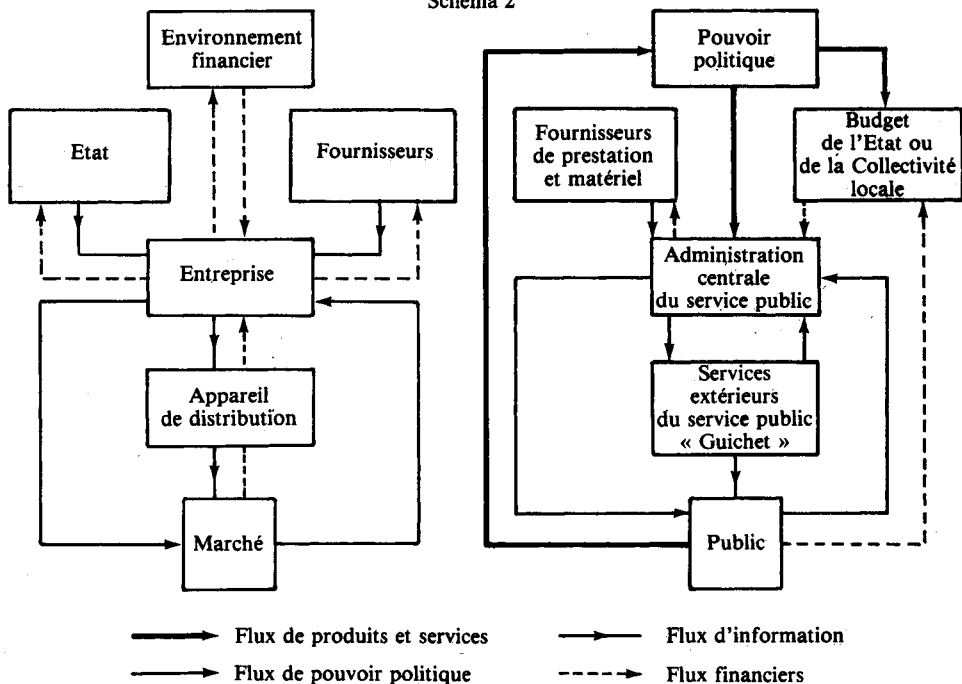 Schéma 2
Environnement
financier
Etat
Fournisseurs
Entreprise
Appareil
de distribution
Marché
Pouvoir
politique
Fournisseurs
de prestation
et matériel
Budget
de l'Etat ou
de la Collectivité
locale
Administration
centrale
du service public
Services
extérieurs
du service public
« Guichet »
Public
Flux de produits et services
Flux d'information
Flux de pouvoir politique
Flux financiers